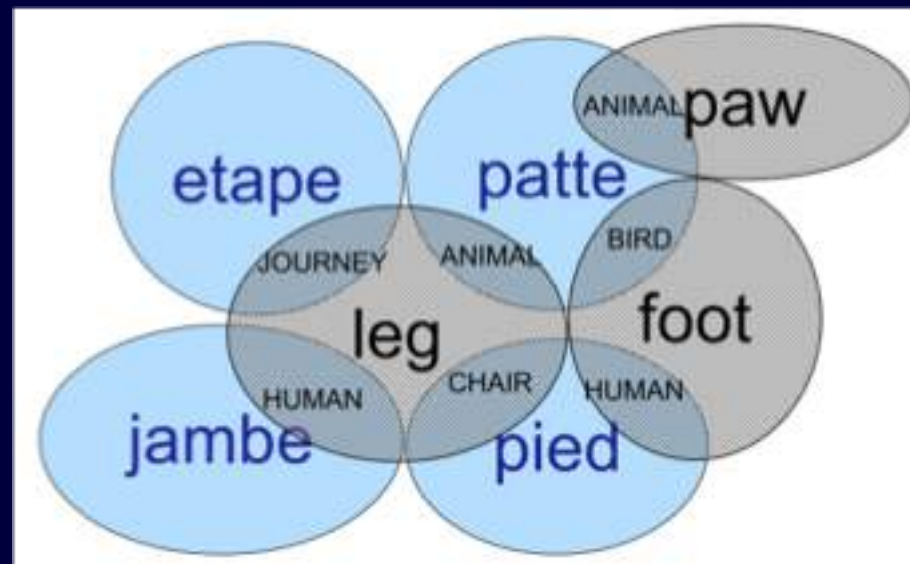 ANIMAL paw
etape patte
BIRD
JOURNEY ANIMAL
leg foot
HUMAN CHAIR HUMAN
jambe pied